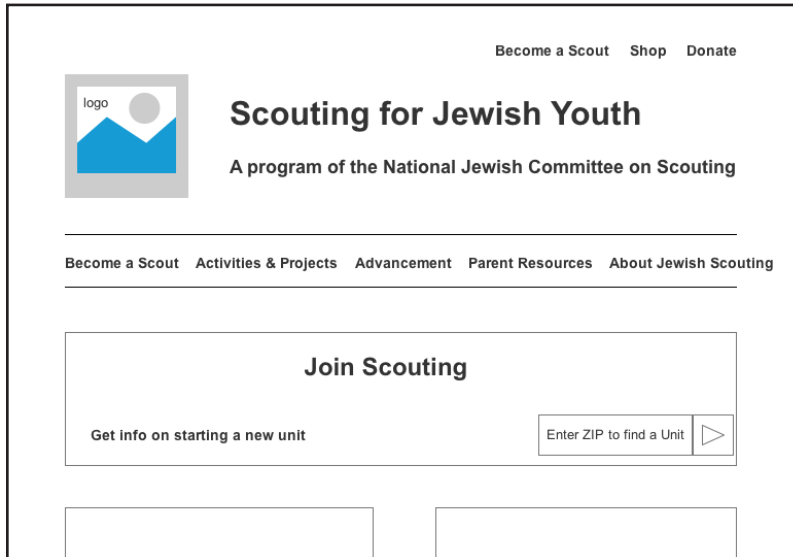 Become a Scout Shop Donate
logo
Scouting for Jewish Youth
A program of the National Jewish Committee on Scouting
Become a Scout Activities & Projects Advancement Parent Resources About Jewish Scouting
Join Scouting
Get info on starting a new unit Enter ZIP to find a Unit